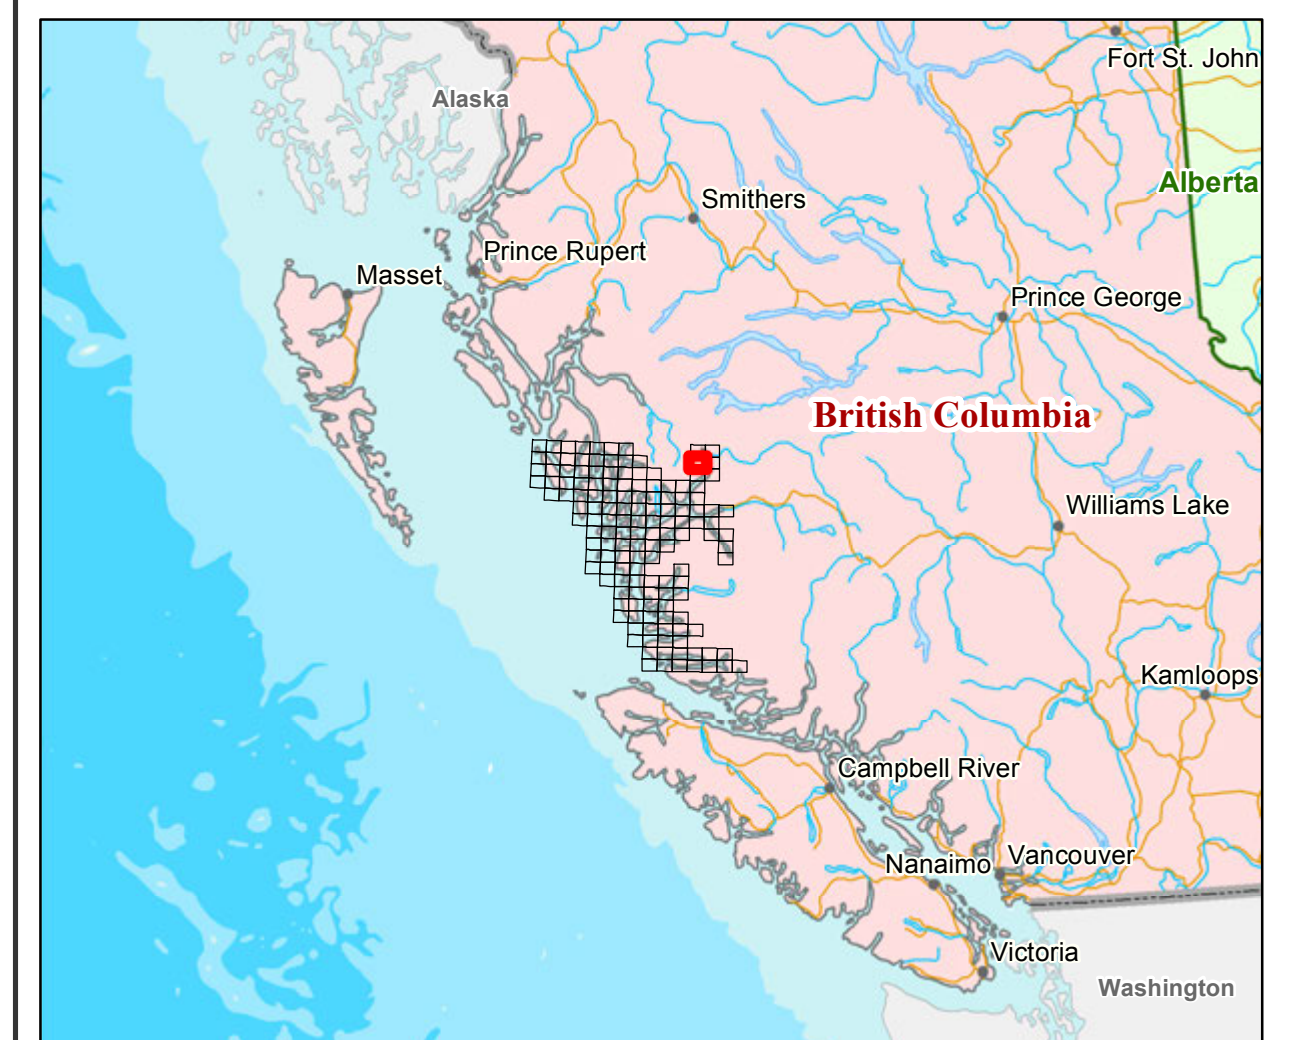 Fort St. John
Alaska
Alberta
Smithers
Prince Rupert
Masset
Prince George
British Columbia
Williams Lake
Kamloops
Campbell River
Vancouver
Nanaimo
Victoria
Washington